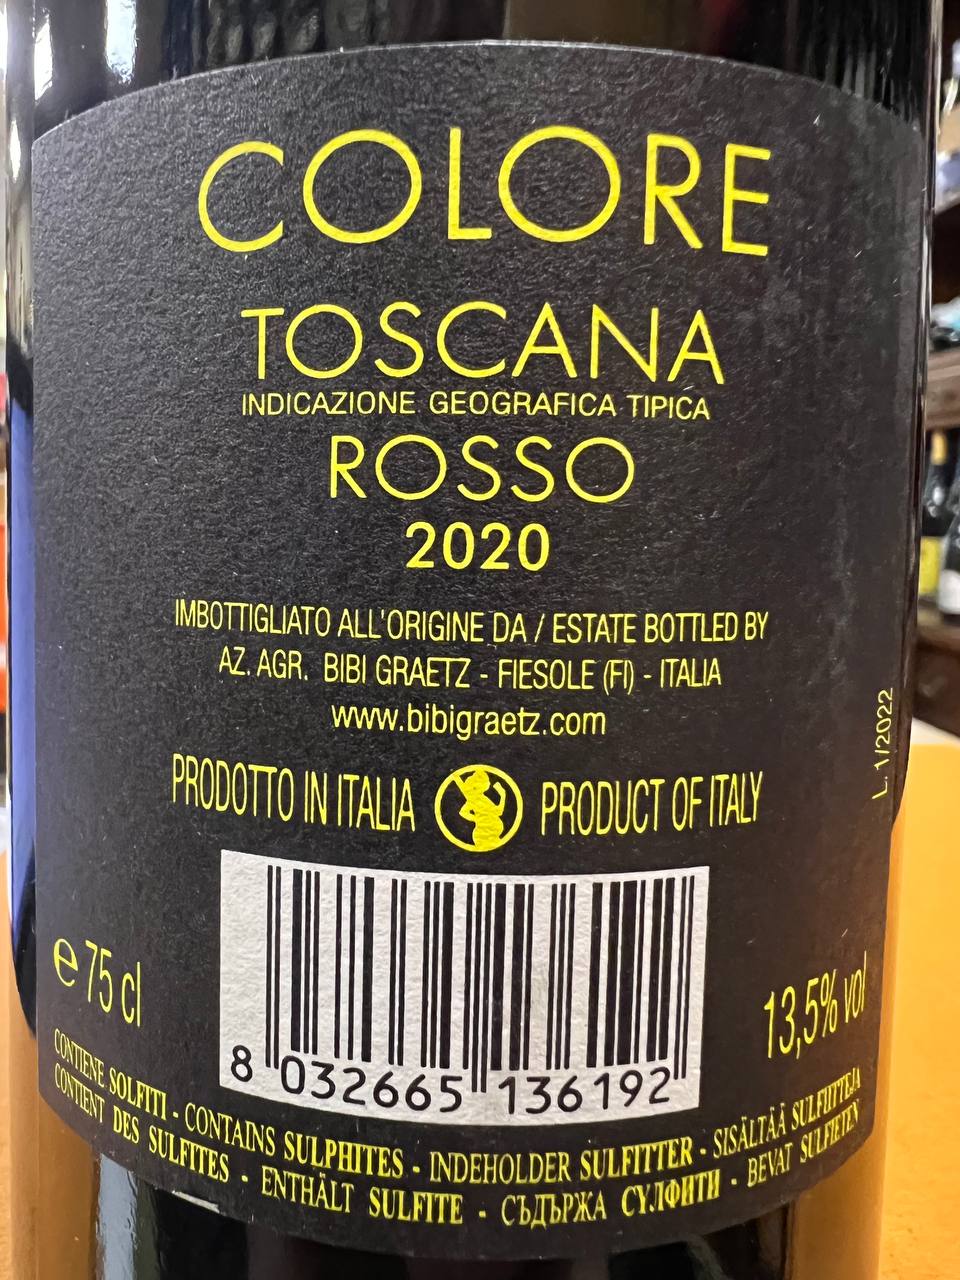 COLORE
TOSCANA
INDICAZIONE GEOGRAFICA TIPICA
ROSSO
2020
IMBOTTIGLIATO ALL'ORIGINE DA / ESTATE BOTTLED BY
AZ. AGR. BIBI GRAETZ - FIESOLE (FI) - ITALIA
www.bibigraetz.com
L. 1/2022
PRODOTTO IN ITALIA PRODUCT OF ITALY
e 75 cl
13,5% vol
8 032665 136192
CONTIENE SOLFITI - CONTAINS SULPHITES - INDEHOLDER SULFITTER - SISÄLTÄÄ SULFIITTEJA
CONTIENT DES SULFITES - ENTHÄLT SULFITE - СЪДЪРЖА СУЛФИТИ - BEVAT SULFIETEN